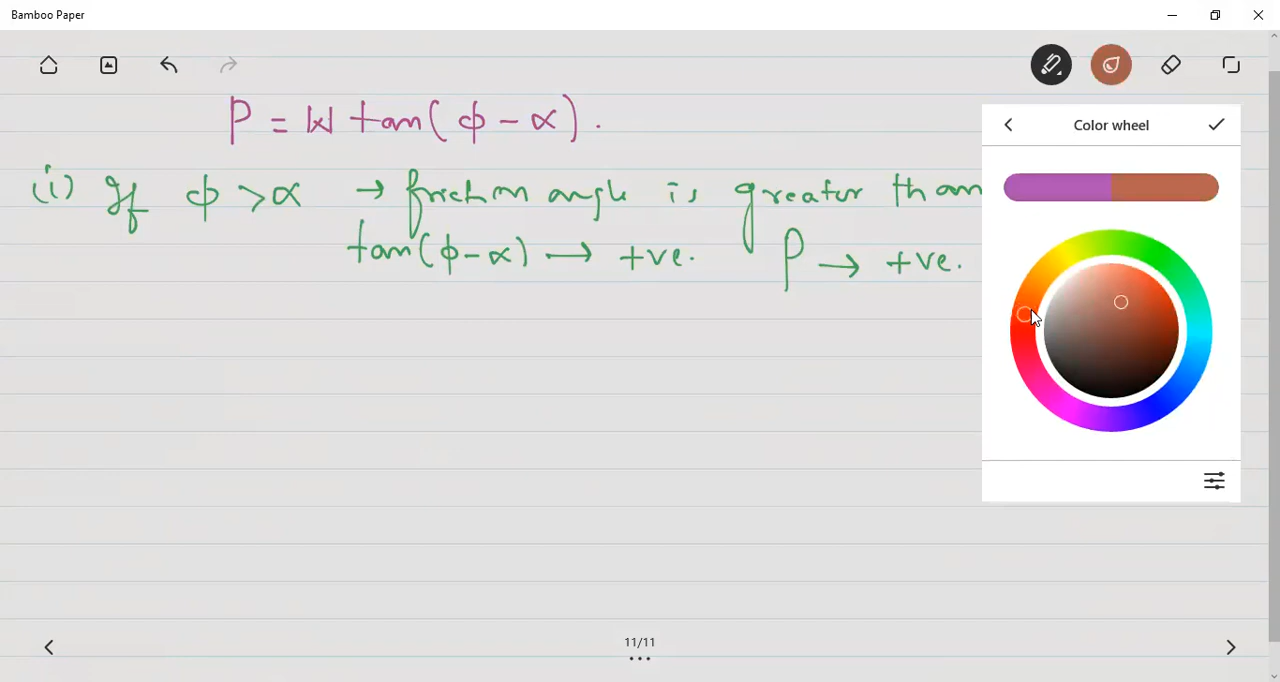 Bamboo Paper
Color wheel
P = W tan(φ - α).
(i) If φ > α → friction angle is greater than
tan(φ - α) → +ve. P → +ve.
11/11